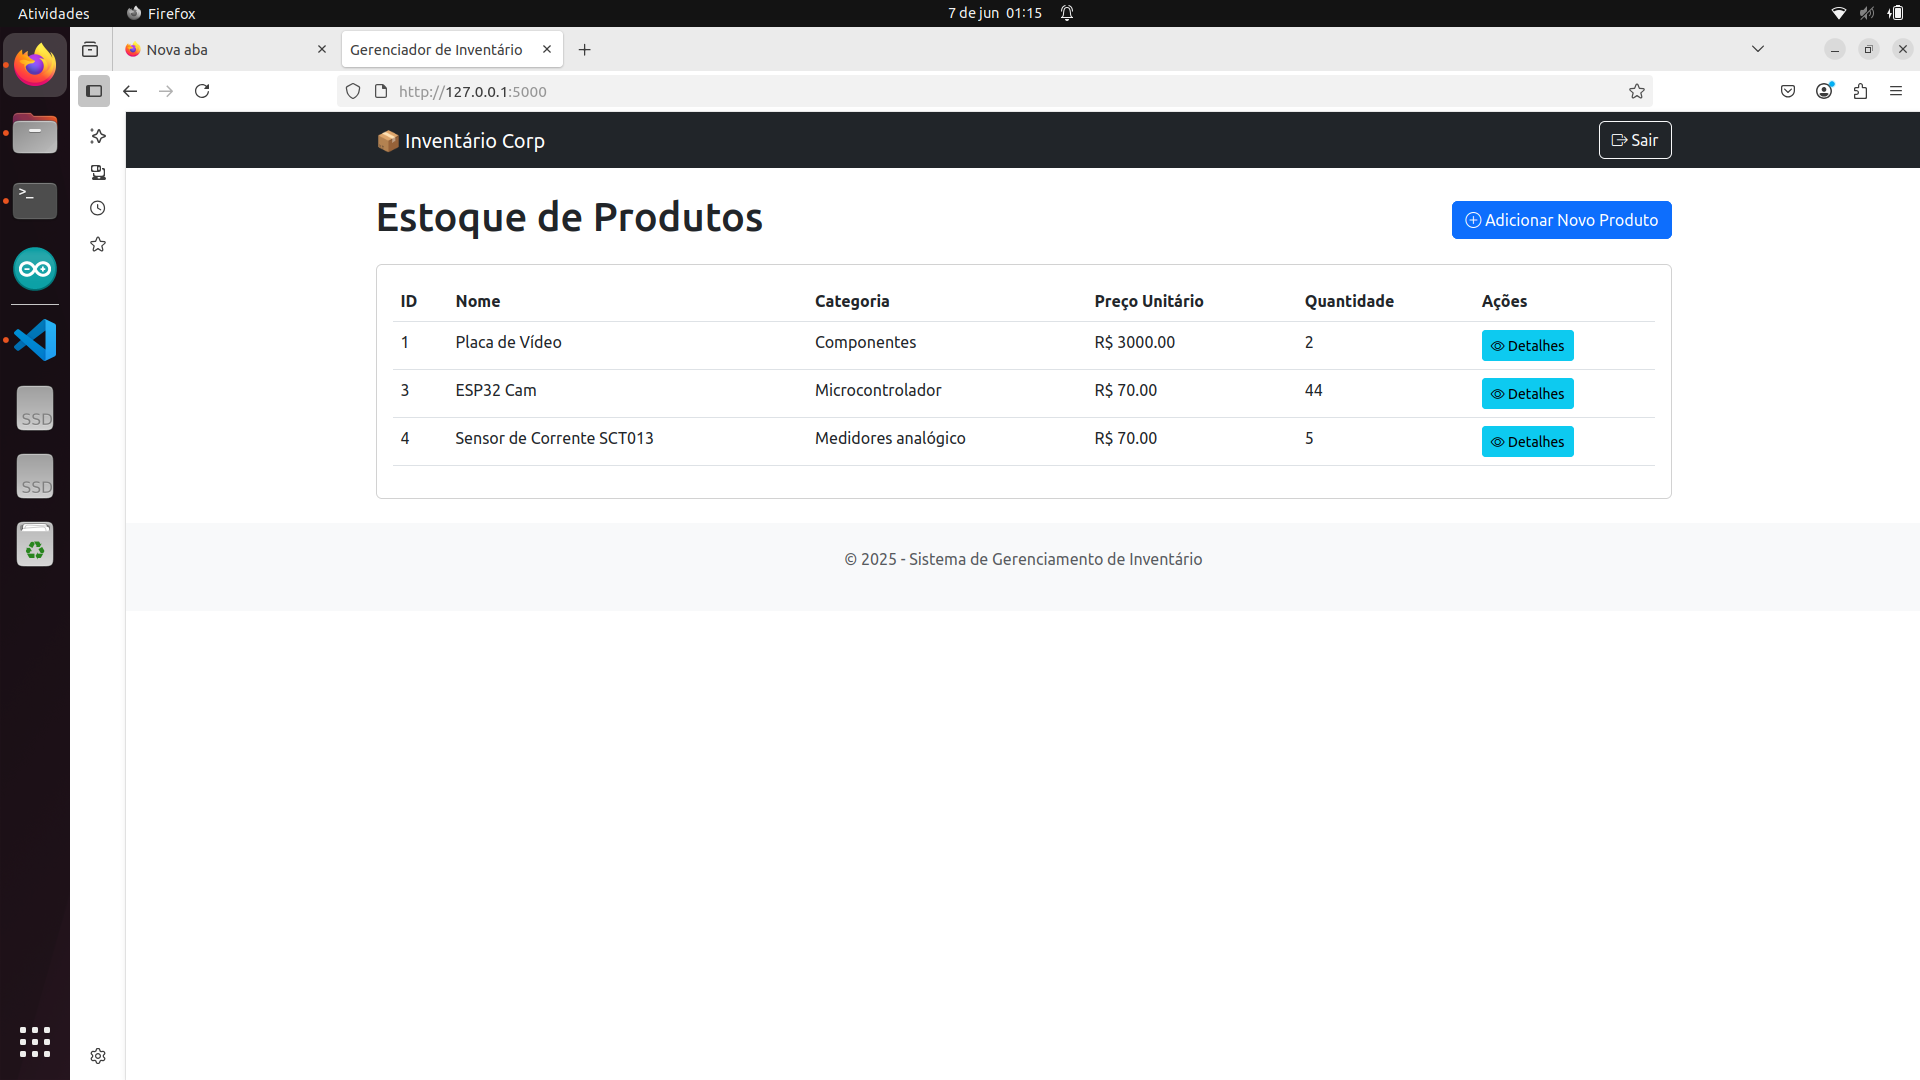 Atividades
Firefox
7 de jun 01:15
Nova aba
Gerenciador de Inventário
http://127.0.0.1:5000
Inventário Corp
Sair
Estoque de Produtos
Adicionar Novo Produto
ID Nome Categoria Preço Unitário Quantidade Ações
1 Placa de Vídeo Componentes R$ 3000.00 2 Detalhes
3 ESP32 Cam Microcontrolador R$ 70.00 44 Detalhes
4 Sensor de Corrente SCT013 Medidores analógico R$ 70.00 5 Detalhes
© 2025 - Sistema de Gerenciamento de Inventário
>_
SSD
SSD